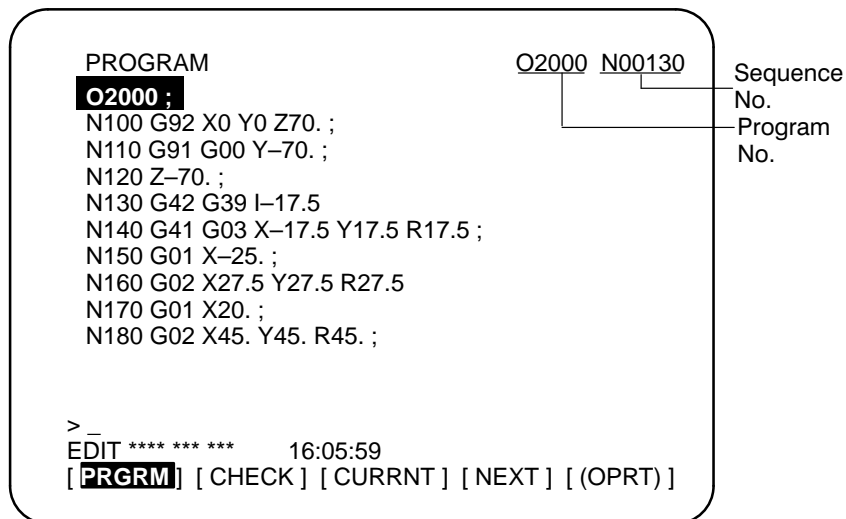 PROGRAM O2000 N00130
Sequence No.
Program No.
O2000 ;
N100 G92 X0 Y0 Z70. ;
N110 G91 G00 Y–70. ;
N120 Z–70. ;
N130 G42 G39 I–17.5
N140 G41 G03 X–17.5 Y17.5 R17.5 ;
N150 G01 X–25. ;
N160 G02 X27.5 Y27.5 R27.5
N170 G01 X20. ;
N180 G02 X45. Y45. R45. ;
> _
EDIT **** *** *** 16:05:59
[ PRGRM ] [ CHECK ] [ CURRNT ] [ NEXT ] [ (OPRT) ]